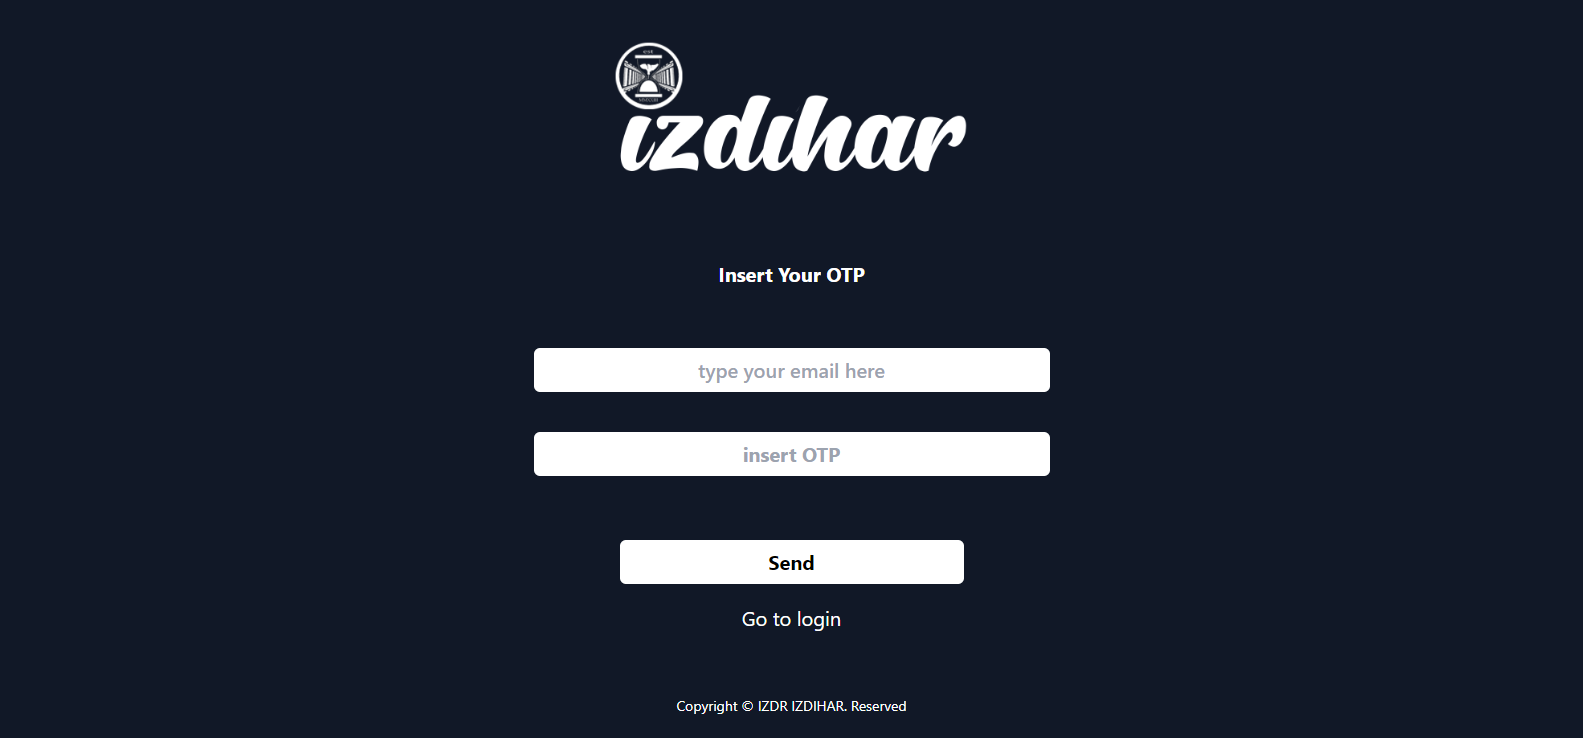 izdihar
Insert Your OTP
type your email here
insert OTP
Send
Go to login
Copyright © IZDR IZDIHAR. Reserved